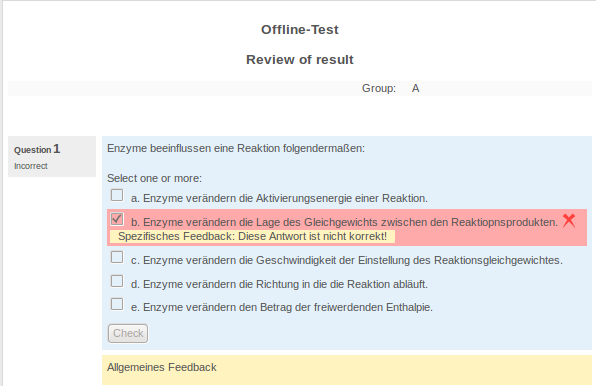 Offline-Test
Review of result
Group: A
Question 1
Incorrect
Enzyme beeinflussen eine Reaktion folgendermaßen:
Select one or more:
a. Enzyme verändern die Aktivierungsenergie einer Reaktion.
b. Enzyme verändern die Lage des Gleichgewichts zwischen den Reaktionpnsprodukten.
Spezifisches Feedback: Diese Antwort ist nicht korrekt!
c. Enzyme verändern die Geschwindigkeit der Einstellung des Reaktionsgleichgewichtes.
d. Enzyme verändern die Richtung in die die Reaktion abläuft.
e. Enzyme verändern den Betrag der freiwerdenden Enthalpie.
Check
Allgemeines Feedback